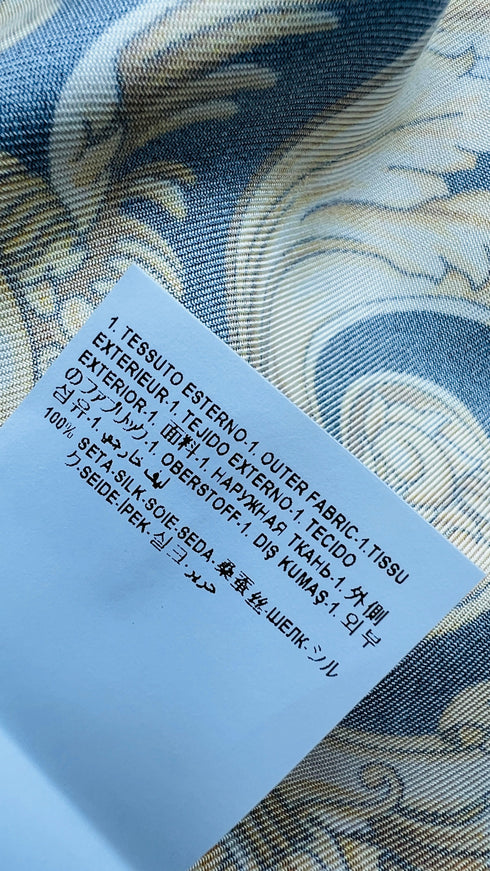 1. TESSUTO ESTERNO.1. OUTER FABRIC.1.TISSU
EXTERIEUR.1. TEJIDO EXTERNO.1. TECIDO
EXTERIOR.1. 面料.1. НАРУЖНАЯ ТКАНЬ.1. 外側
のファブリック.1. OBERSTOFF.1. DIŞ KUMAŞ.1. 외부
섬유.1. ليف خارجي
100% SETA.SILK.SOIE.SEDA.桑蚕丝.ШЕЛК.シル
ク.SEIDE.İPEK.실크.حرير